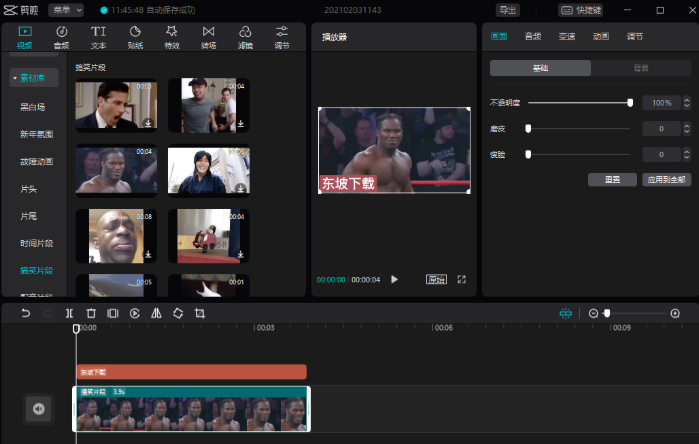 剪映 菜单 11:45:48 自动保存成功 202102031143 导出 快捷键
视频 音频 文本 贴纸 特效 转场 滤镜 调节
素材库
黑白场
新年氛围
故障动画
片头
片尾
时间片段
搞笑片段
搞笑片段
00:03 00:04
00:04 00:03
00:08 00:04
00:05 00:01
播放器
东坡下载
00:00:00 00:00:04 原始
画面 音频 变速 动画 调节
基础 背景
不透明度 100%
磨皮 0
瘦脸 0
重置 应用到全部
00:00 00:03 00:06 00:09
东坡下载
搞笑片段 3.9s